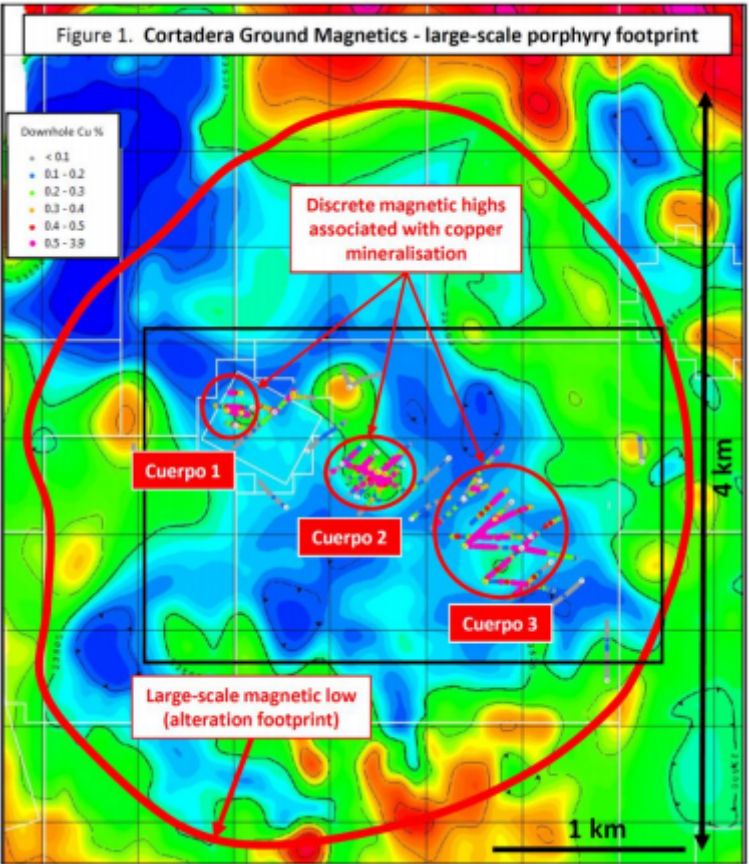 Figure 1. Cortadera Ground Magnetics - large-scale porphyry footprint
Downhole Cu %
< 0.1
0.1 - 0.2
0.2 - 0.3
0.3 - 0.4
0.4 - 0.5
0.5 - 3.9
Discrete magnetic highs
associated with copper
mineralisation
Cuerpo 1
Cuerpo 2
Cuerpo 3
4 km
Large-scale magnetic low
(alteration footprint)
1 km